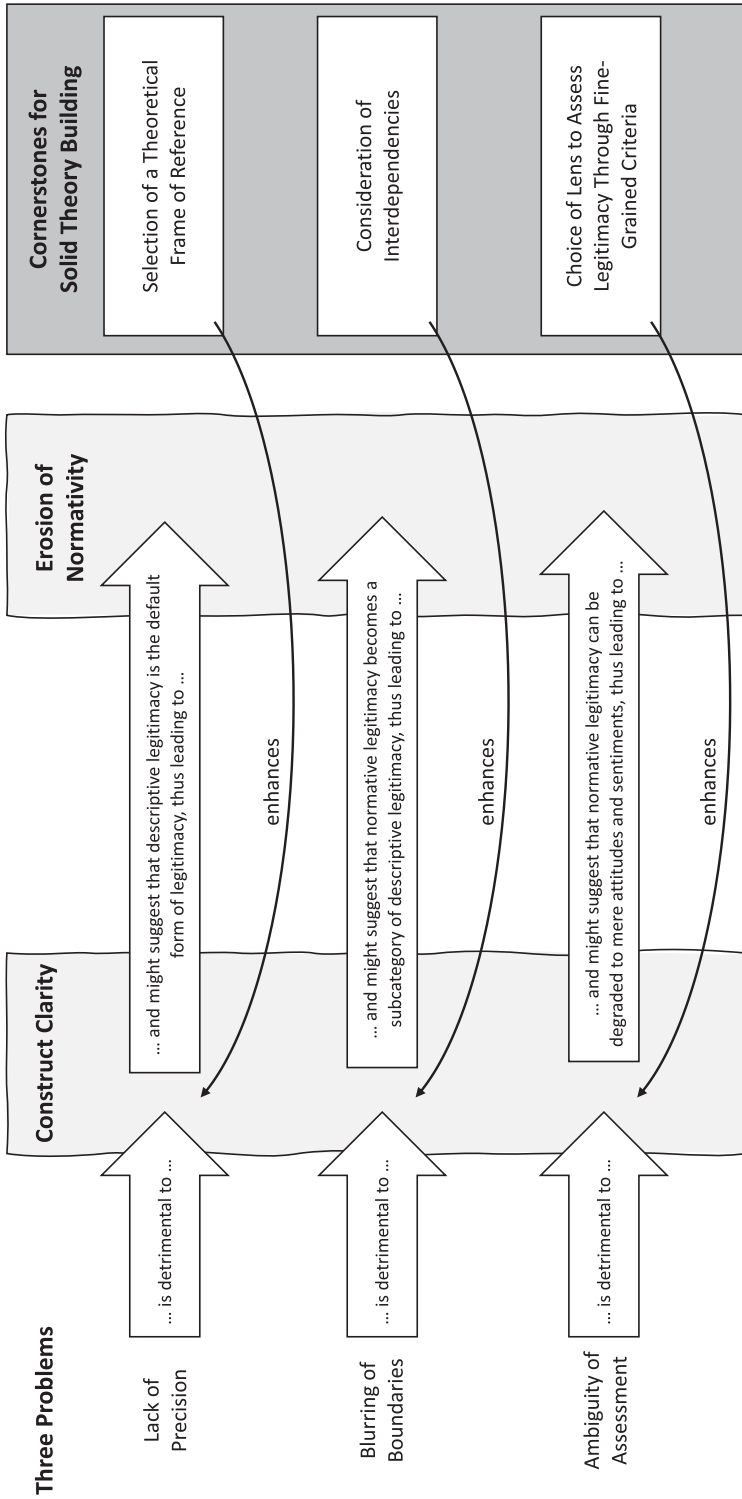 Three Problems
Construct Clarity
Erosion of
Normativity
Cornerstones for
Solid Theory Building
Lack of
Precision
... is detrimental to ...
... and might suggest that descriptive legitimacy is the default
form of legitimacy, thus leading to ...
enhances
Selection of a Theoretical
Frame of Reference
Blurring of
Boundaries
... is detrimental to ...
... and might suggest that normative legitimacy becomes a
subcategory of descriptive legitimacy, thus leading to ...
enhances
Consideration of
Interdependencies
Ambiguity of
Assessment
... is detrimental to ...
... and might suggest that normative legitimacy can be
degraded to mere attitudes and sentiments, thus leading to ...
enhances
Choice of Lens to Assess
Legitimacy Through Fine-
Grained Criteria